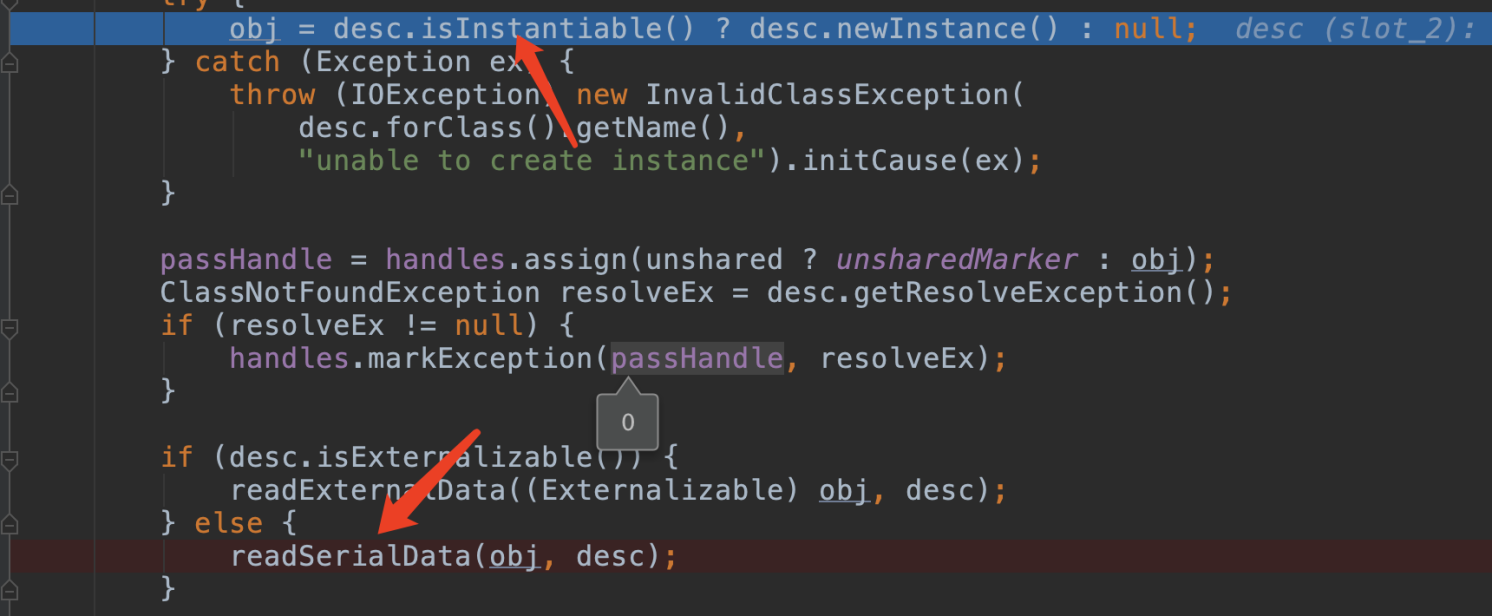 try {
obj = desc.isInstantiable() ? desc.newInstance() : null; desc (slot_2):
} catch (Exception ex) {
throw (IOException) new InvalidClassException(
desc.forClass().getName(),
"unable to create instance").initCause(ex);
}
passHandle = handles.assign(unshared ? unsharedMarker : obj);
ClassNotFoundException resolveEx = desc.getResolveException();
if (resolveEx != null) {
handles.markException(passHandle, resolveEx);
}
0
if (desc.isExternalizable()) {
readExternalData((Externalizable) obj, desc);
} else {
readSerialData(obj, desc);
}